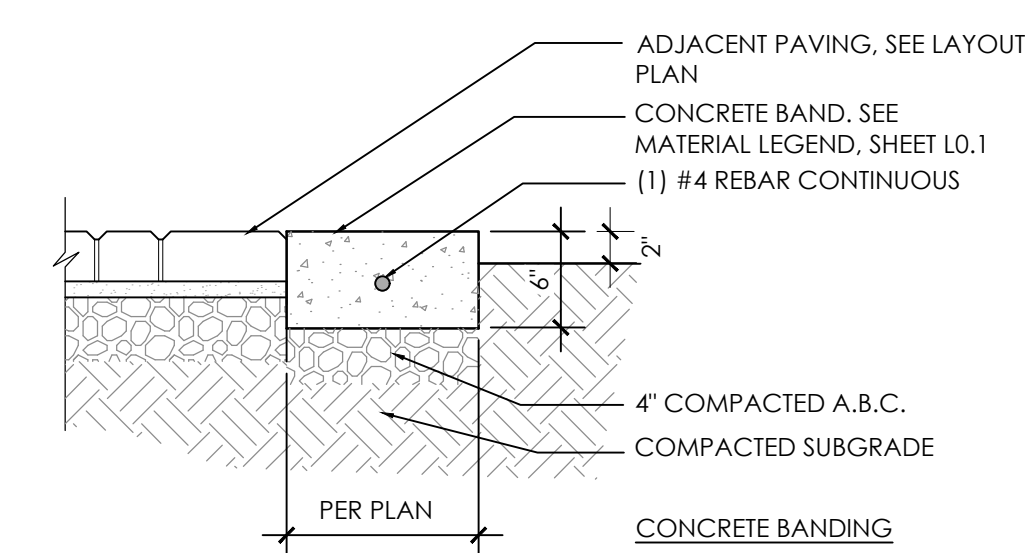 ADJACENT PAVING, SEE LAYOUT
PLAN
CONCRETE BAND. SEE
MATERIAL LEGEND, SHEET L0.1
(1) #4 REBAR CONTINUOUS
2"
6"
4" COMPACTED A.B.C.
COMPACTED SUBGRADE
PER PLAN
CONCRETE BANDING